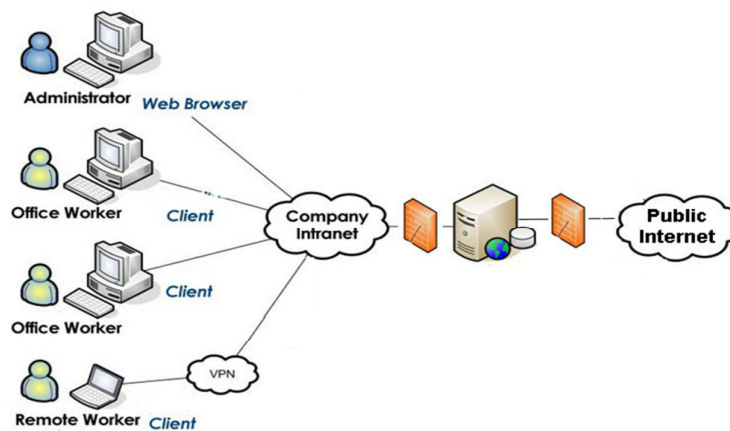 Administrator
Web Browser
Office Worker
Client
Company
Intranet
Public
Internet
Office Worker
Client
VPN
Remote Worker
Client